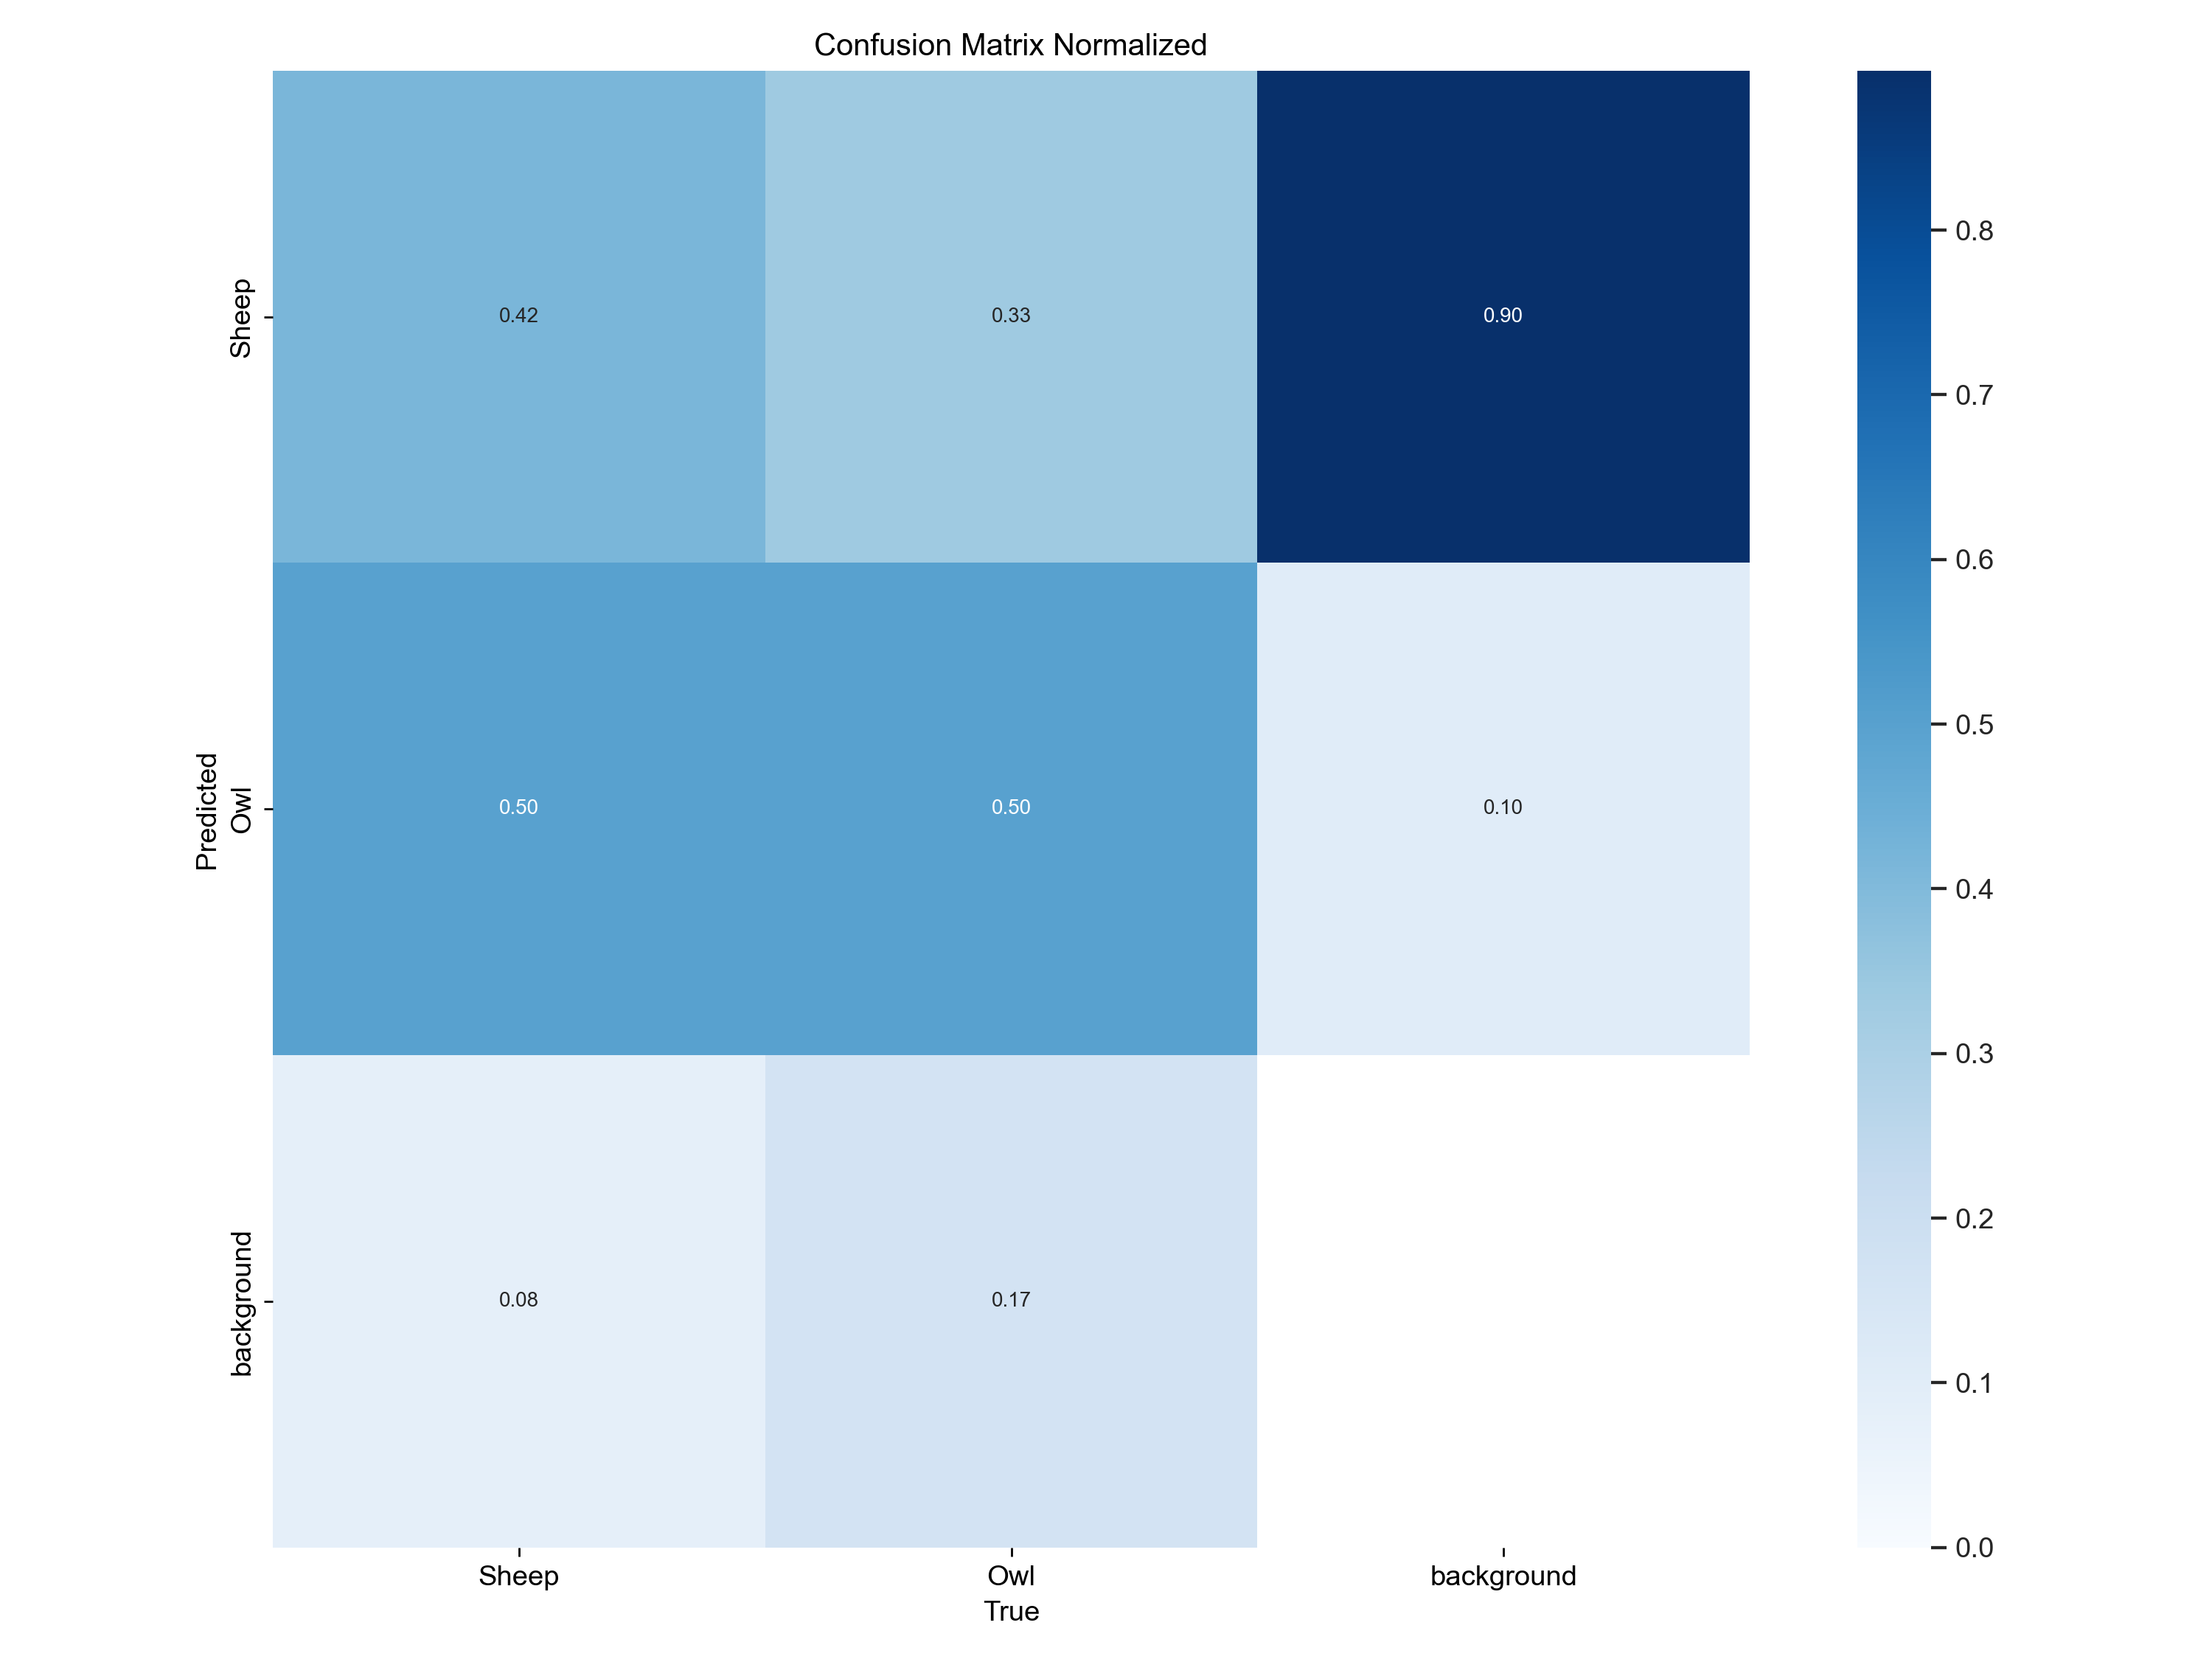 Confusion Matrix Normalized
Predicted
Sheep
0.42
0.33
0.90
Owl
0.50
0.50
0.10
background
0.08
0.17
Sheep
Owl
background
True
0.8
0.7
0.6
0.5
0.4
0.3
0.2
0.1
0.0